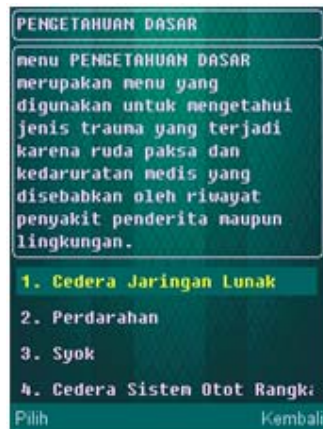 PENGETAHUAN DASAR
menu PENGETAHUAN DASAR
merupakan menu yang
digunakan untuk mengetahui
jenis trauma yang terjadi
karena ruda paksa dan
kedaruratan medis yang
disebabkan oleh riwayat
penyakit penderita maupun
lingkungan.
1. Cedera Jaringan Lunak
2. Perdarahan
3. Syok
4. Cedera Sistem Otot Rangka
Pilih Kembali